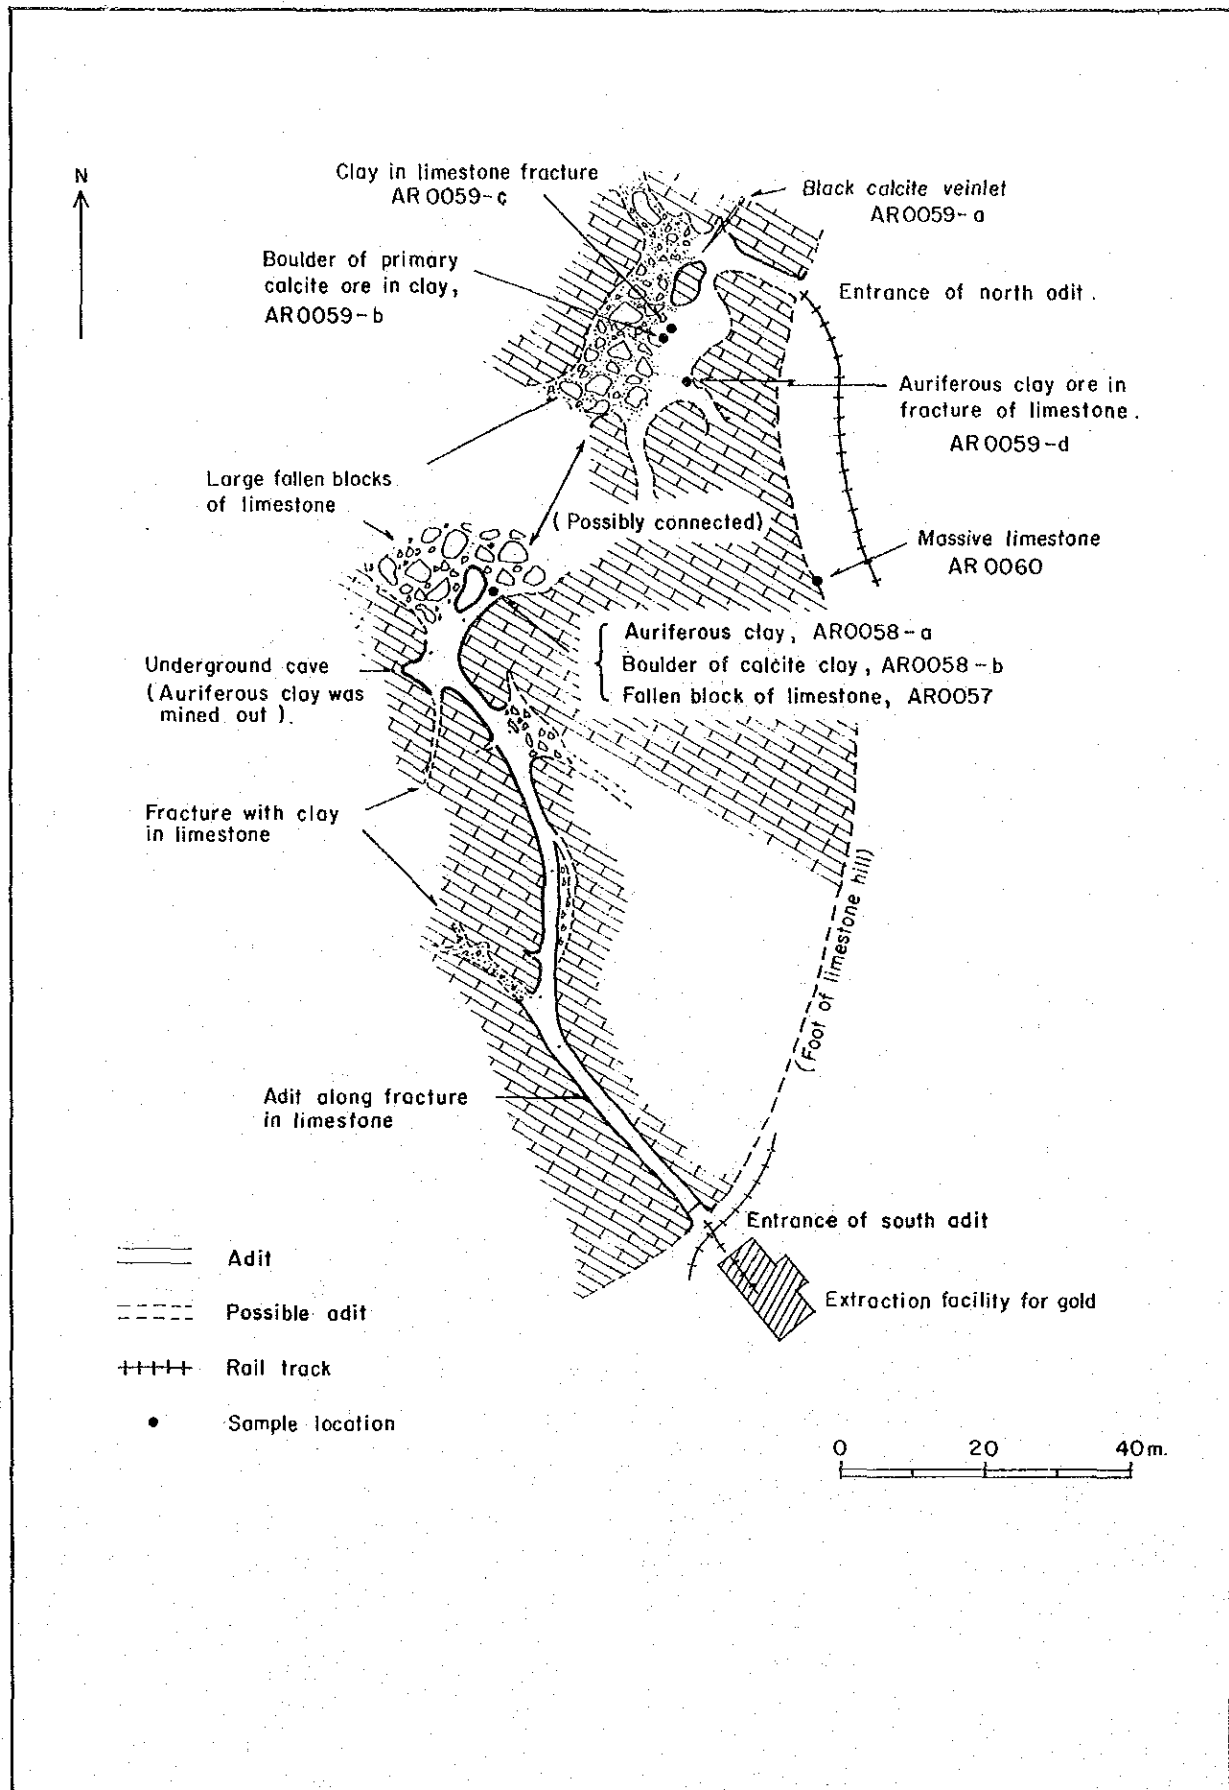 N
Clay in limestone fracture
AR0059-c
Black calcite veinlet
AR0059-a
Boulder of primary
calcite ore in clay,
AR0059-b
Entrance of north adit.
Auriferous clay ore in
fracture of limestone.
AR0059-d
Large fallen blocks
of limestone
(Possibly connected)
Massive limestone
AR 0060
Auriferous clay, AR0058-a
Boulder of calcite clay, AR0058-b
Fallen block of limestone, AR0057
Underground cave
(Auriferous clay was
mined out).
Fracture with clay
in limestone
(Foot of limestone hill)
Adit along fracture
in limestone
Entrance of south adit
Extraction facility for gold
Adit
Possible adit
Rail track
Sample location
0 20 40m.